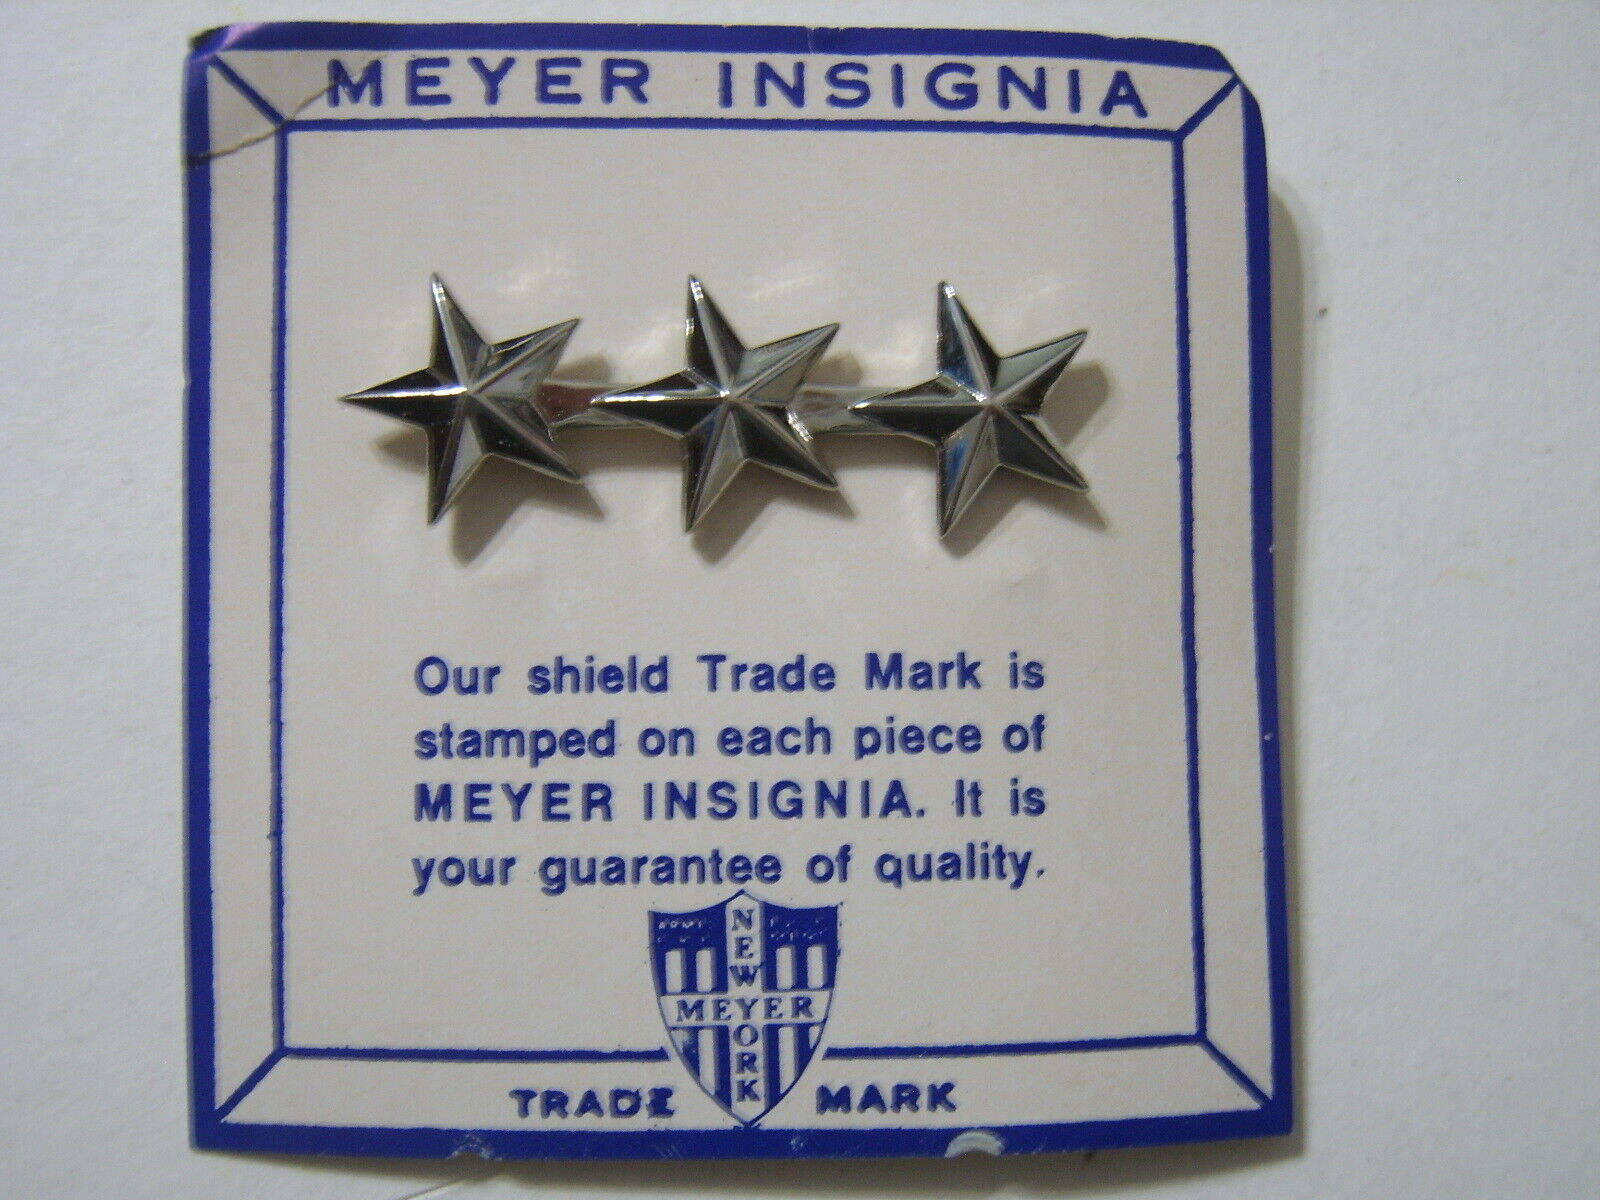 MEYER INSIGNIA
Our shield Trade Mark is
stamped on each piece of
MEYER INSIGNIA. It is
your guarantee of quality.
NEW YORK
MEYER
TRADE MARK